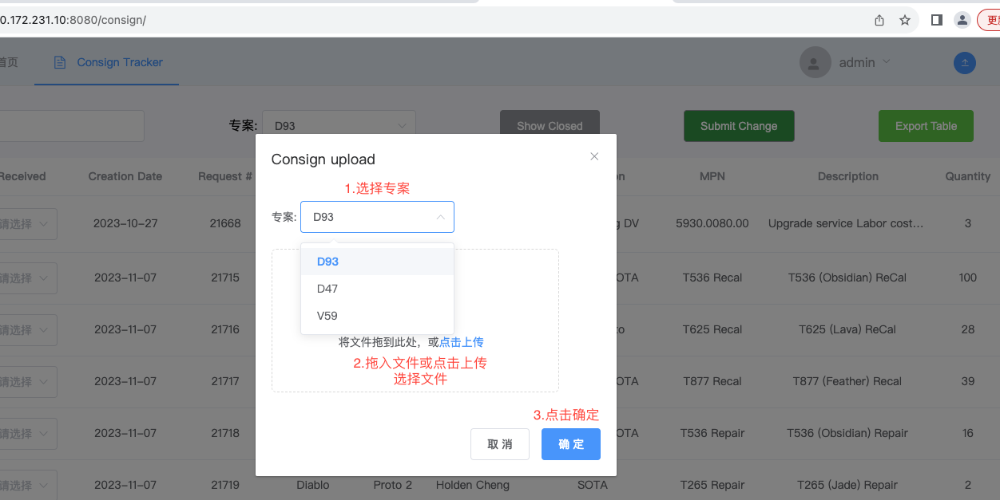 0.172.231.10:8080/consign/
首页 Consign Tracker admin
专案: D93 Show Closed Submit Change Export Table
Consign upload
Received Creation Date Request # MPN Description Quantity
1.选择专案
专案: D93
请选择 2023-10-27 21668 g DV 5930.0080.00 Upgrade service Labor cost... 3
D93
请选择 2023-11-07 21715 OTA T536 Recal T536 (Obsidian) ReCal 100
D47
V59
请选择 2023-11-07 21716 to T625 Recal T625 (Lava) ReCal 28
将文件拖到此处，或点击上传
2.拖入文件或点击上传
选择文件
请选择 2023-11-07 21717 OTA T877 Recal T877 (Feather) Recal 39
3.点击确定
请选择 2023-11-07 21718 OTA T536 Repair T536 (Obsidian) Repair 16
取 消 确 定
请选择 2023-11-07 21719 Diablo Proto 2 Holden Cheng SOTA T265 Repair T265 (Jade) Repair 2